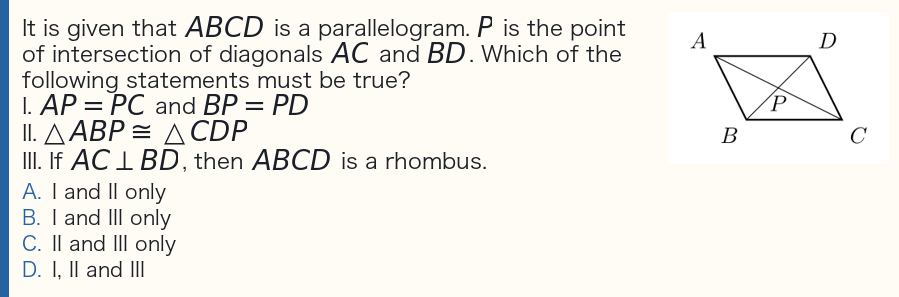 It is given that ABCD is a parallelogram. P is the point
of intersection of diagonals AC and BD. Which of the
following statements must be true?
I. AP = PC and BP = PD
II. △ABP ≅ △CDP
III. If AC ⊥ BD, then ABCD is a rhombus.
A. I and II only
B. I and III only
C. II and III only
D. I, II and III
A
D
P
B
C